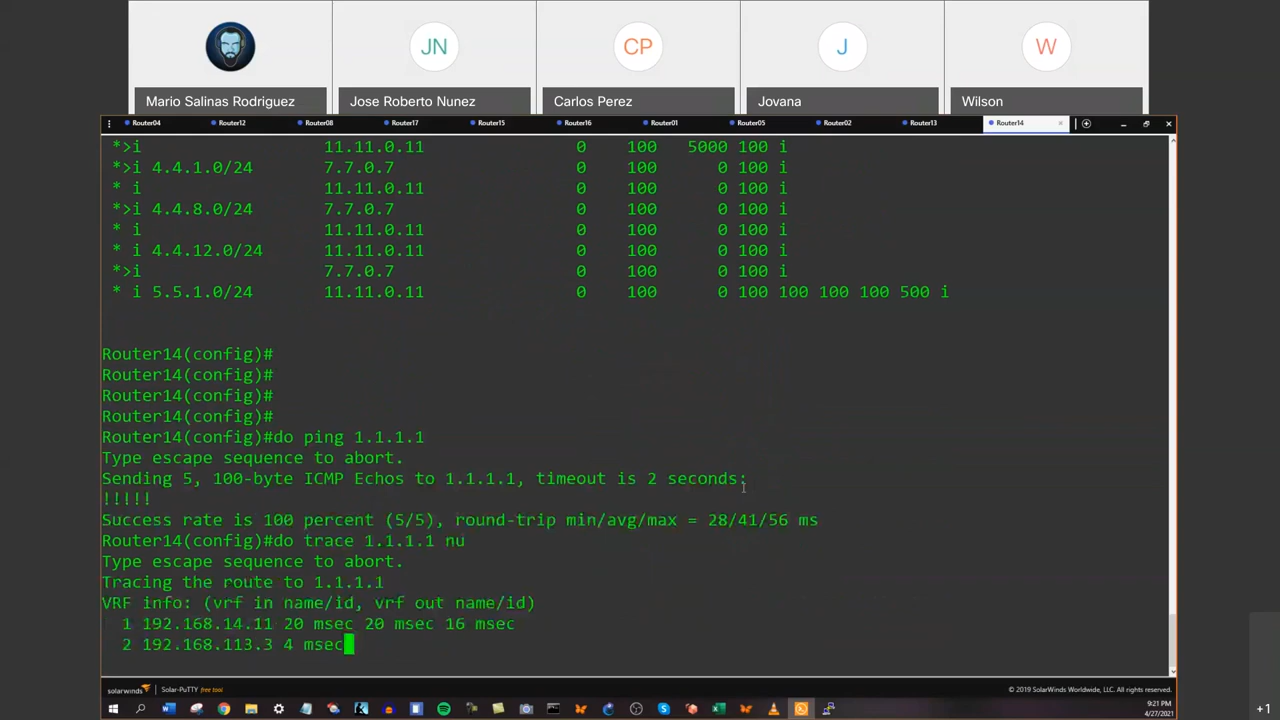 JN
CP
J
W
Mario Salinas Rodriguez
Jose Roberto Nunez
Carlos Perez
Jovana
Wilson
Router04
Router12
Router08
Router17
Router15
Router16
Router01
Router05
Router02
Router13
Router14
*>i 11.11.0.11 0 100 5000 100 i
*>i 4.4.1.0/24 7.7.0.7 0 100 0 100 i
* i 11.11.0.11 0 100 0 100 i
*>i 4.4.8.0/24 7.7.0.7 0 100 0 100 i
* i 11.11.0.11 0 100 0 100 i
* i 4.4.12.0/24 11.11.0.11 0 100 0 100 i
*>i 7.7.0.7 0 100 0 100 i
* i 5.5.1.0/24 11.11.0.11 0 100 0 100 100 100 100 500 i
Router14(config)#
Router14(config)#
Router14(config)#
Router14(config)#
Router14(config)#do ping 1.1.1.1
Type escape sequence to abort.
Sending 5, 100-byte ICMP Echos to 1.1.1.1, timeout is 2 seconds:
!!!!!
Success rate is 100 percent (5/5), round-trip min/avg/max = 28/41/56 ms
Router14(config)#do trace 1.1.1.1 nu
Type escape sequence to abort.
Tracing the route to 1.1.1.1
VRF info: (vrf in name/id, vrf out name/id)
1 192.168.14.11 20 msec 20 msec 16 msec
2 192.168.113.3 4 msec
solarwinds
Solar-PuTTY free tool
© 2019 SolarWinds Worldwide, LLC. All rights reserved.
9:21 PM
4/27/2021
+1